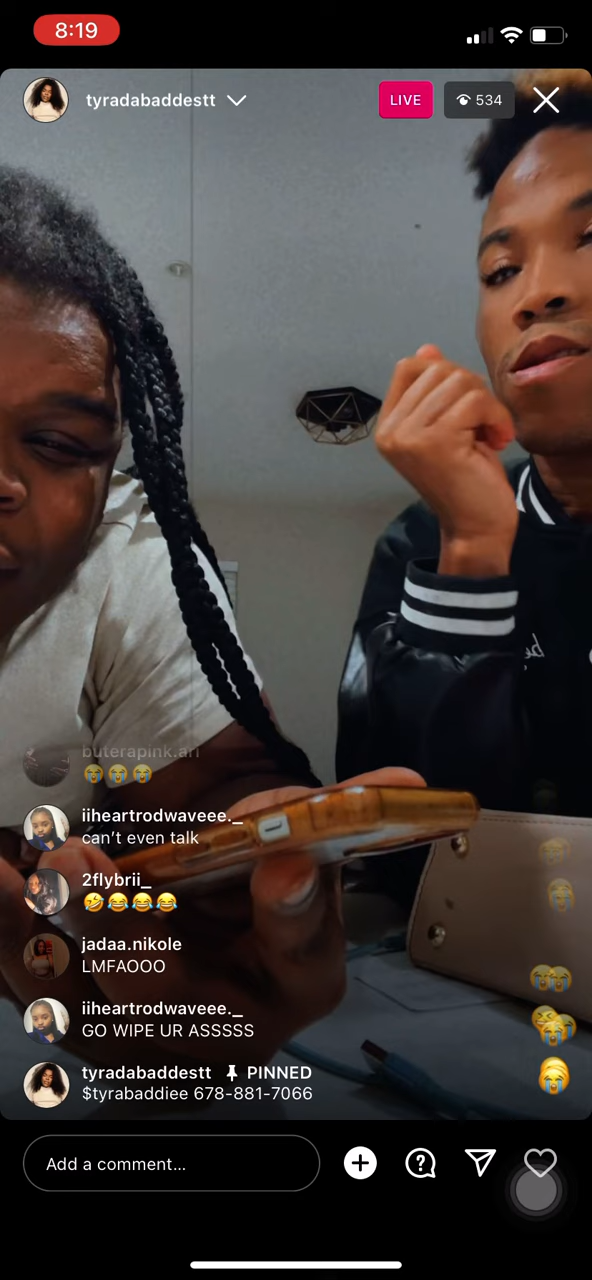 8:19
tyradabaddestt
LIVE
534
buterapink.ari
😭😭😭
iiheartrodwaveee._
can't even talk
2flybrii_
🤣😂😂😂
jadaa.nikole
LMFAOOO
iiheartrodwaveee._
GO WIPE UR ASSSSS
tyradabaddestt PINNED
$tyrabaddiee 678-881-7066
Add a comment...